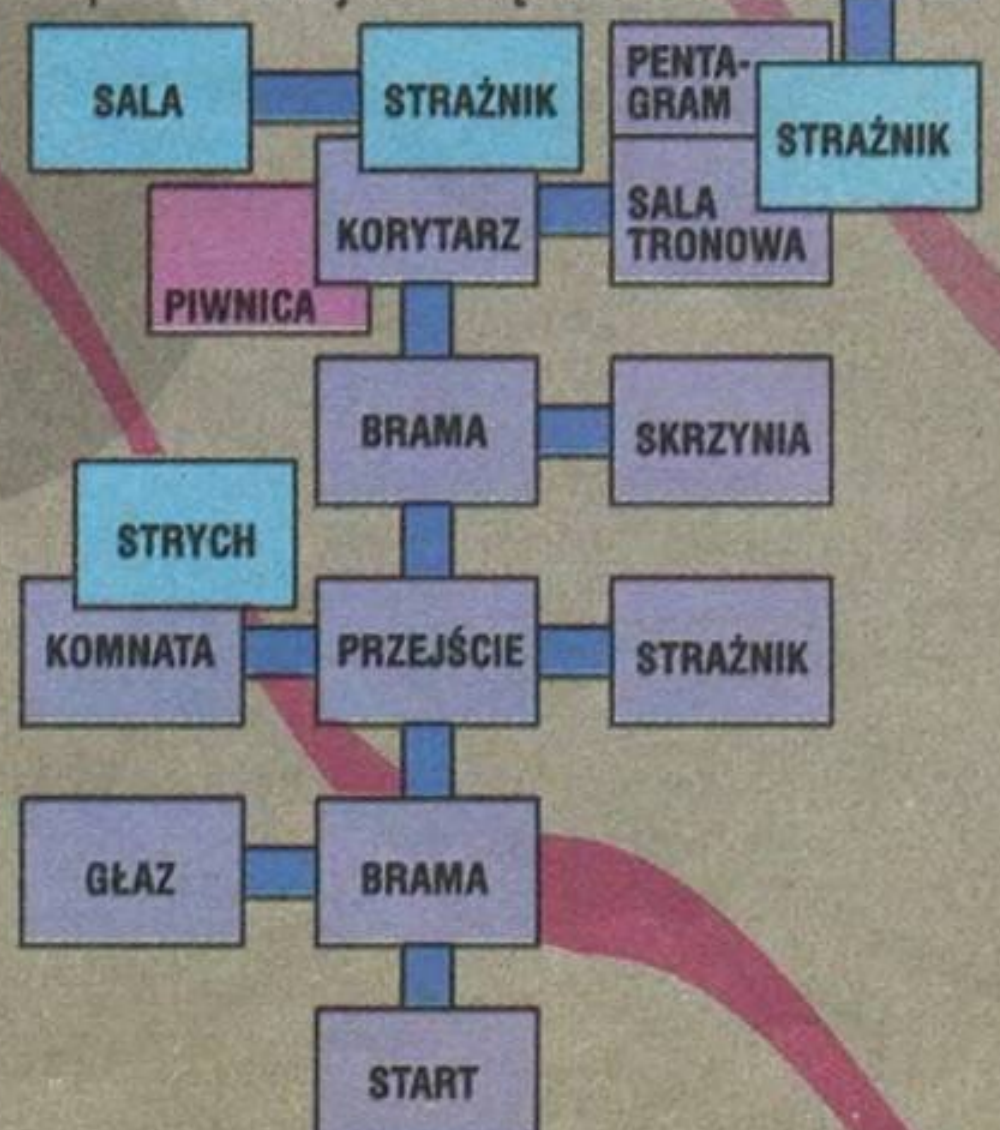 SALA
STRAŻNIK
PENTA-
GRAM
STRAŻNIK
KORYTARZ
SALA
TRONOWA
PIWNICA
BRAMA
SKRZYNIA
STRYCH
KOMNATA
PRZEJŚCIE
STRAŻNIK
GŁAZ
BRAMA
START